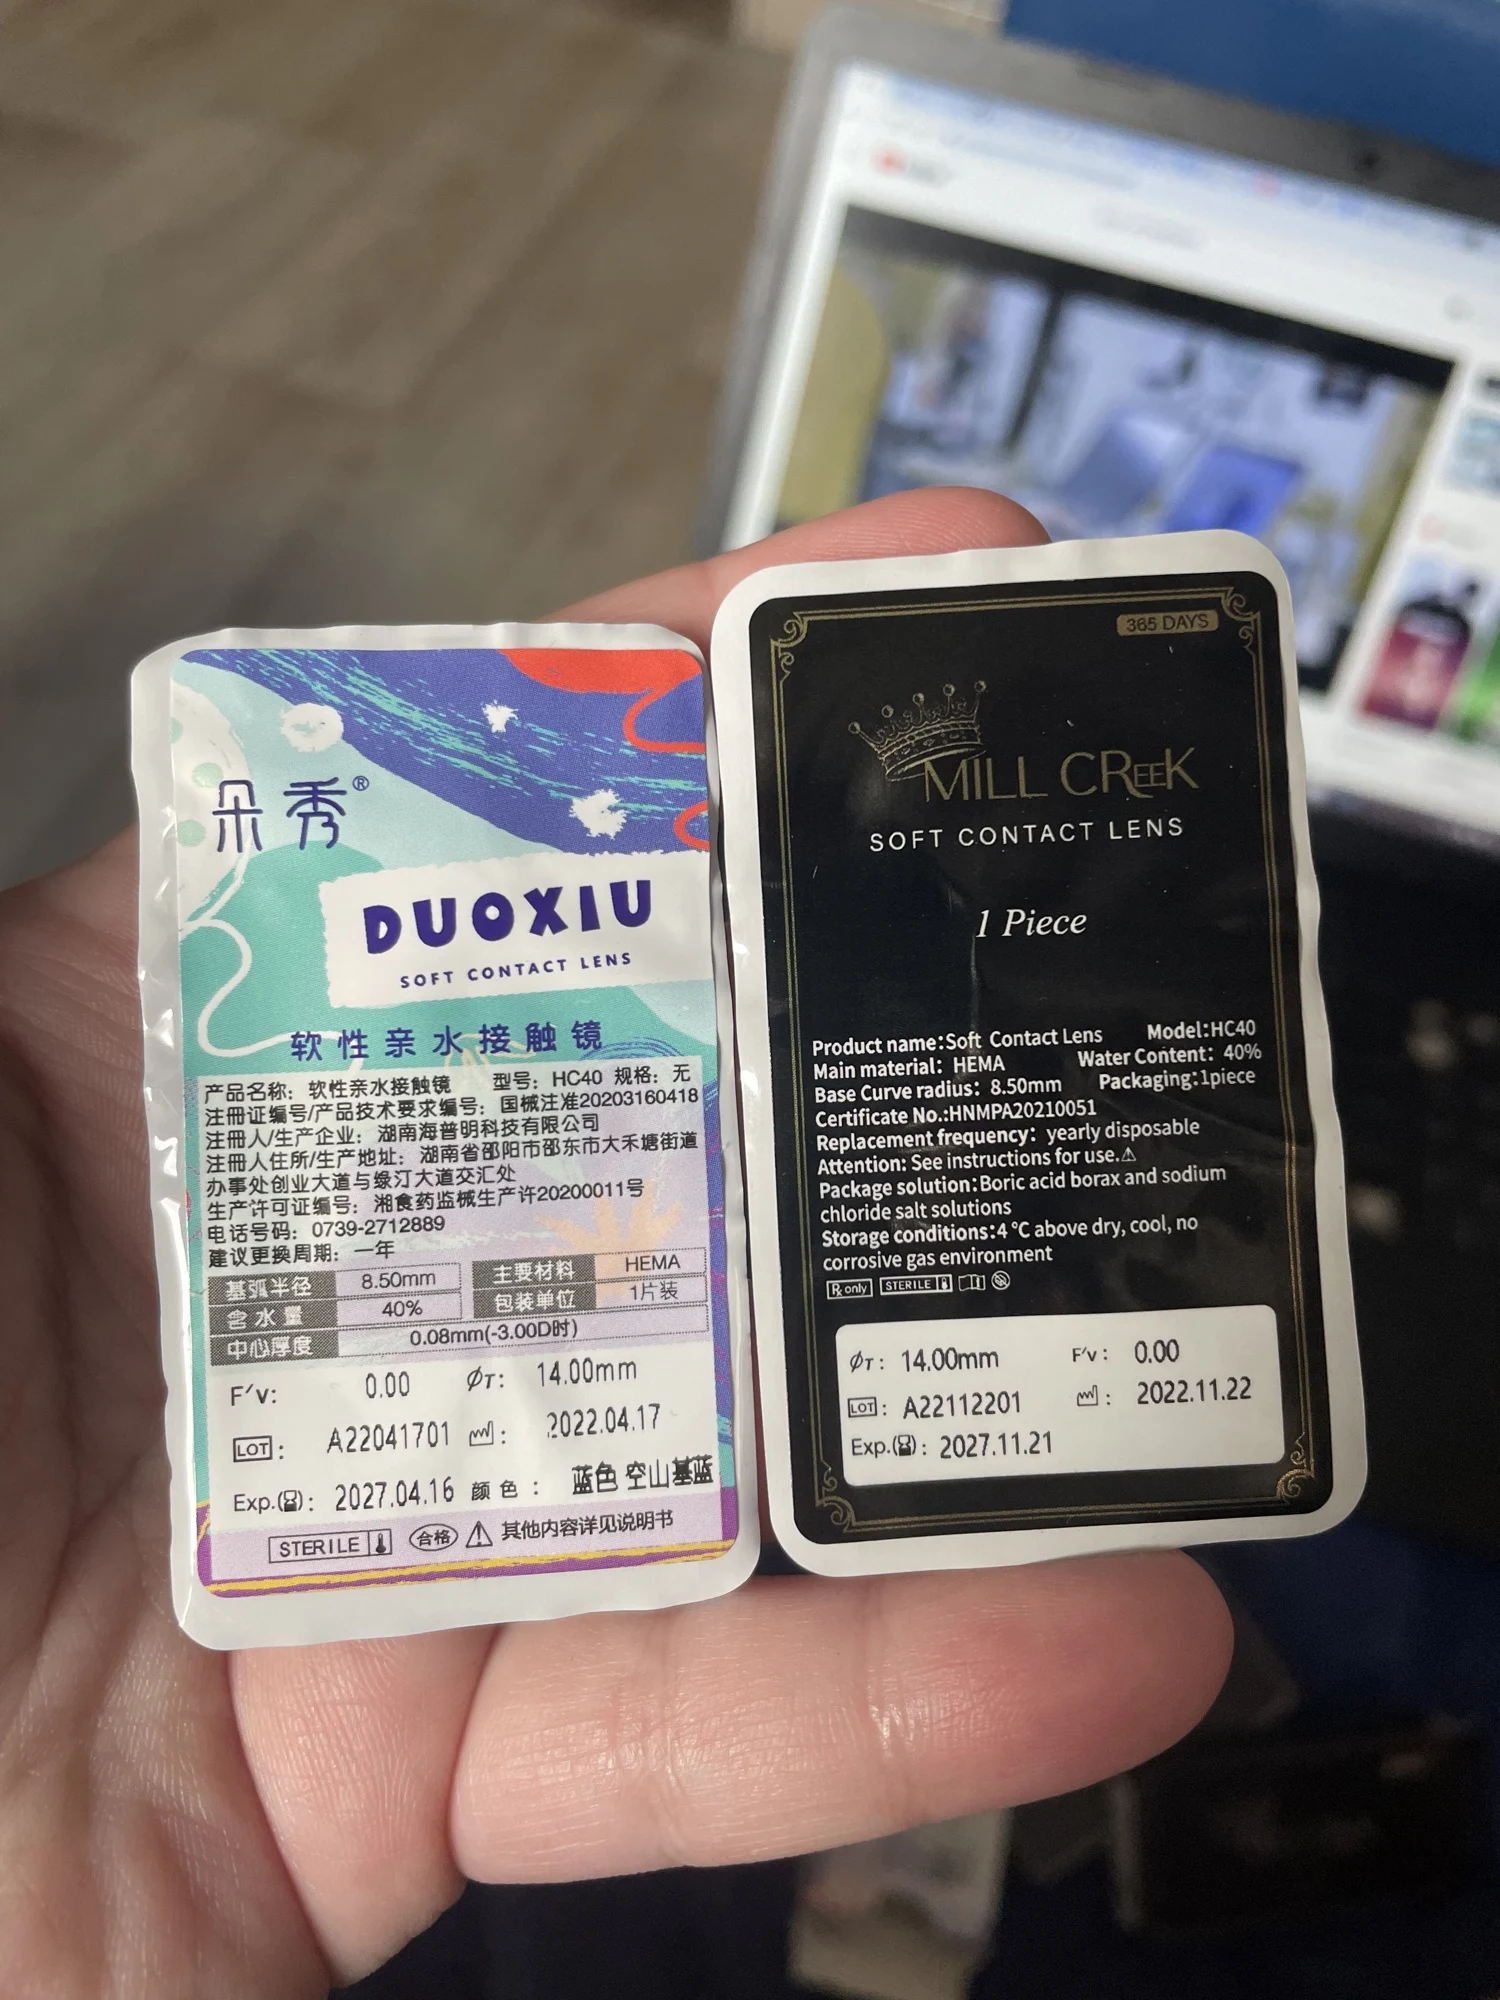 朵秀®
DUOXIU
SOFT CONTACT LENS
软性亲水接触镜
产品名称：软性亲水接触镜 型号：HC40 规格：无
注册证编号/产品技术要求编号：国械注准20203160418
注册人/生产企业：湖南海普明科技有限公司
注册人住所/生产地址：湖南省邵阳市邵东市大禾塘街道
办事处创业大道与绿汀大道交汇处
生产许可证编号：湘食药监械生产许20200011号
电话号码：0739-2712889
建议更换周期：一年
基弧半径 8.50mm 主要材料 HEMA
含水量 40% 包装单位 1片装
中心厚度 0.08mm(-3.00D时)
F′v: 0.00 ØT: 14.00mm
LOT: A22041701 : 2022.04.17
Exp.(): 2027.04.16 颜色： 蓝色 空山基蓝
STERILE 合格 其他内容详见说明书
365 DAYS
MILL CREEK
SOFT CONTACT LENS
1 Piece
Product name:Soft Contact Lens Model:HC40
Main material: HEMA Water Content: 40%
Base Curve radius: 8.50mm Packaging:1piece
Certificate No.:HNMPA20210051
Replacement frequency: yearly disposable
Attention: See instructions for use.⚠
Package solution:Boric acid borax and sodium
chloride salt solutions
Storage conditions:4℃ above dry, cool, no
corrosive gas environment
Rx only STERILE
ØT: 14.00mm F′v: 0.00
LOT: A22112201 : 2022.11.22
Exp.(): 2027.11.21